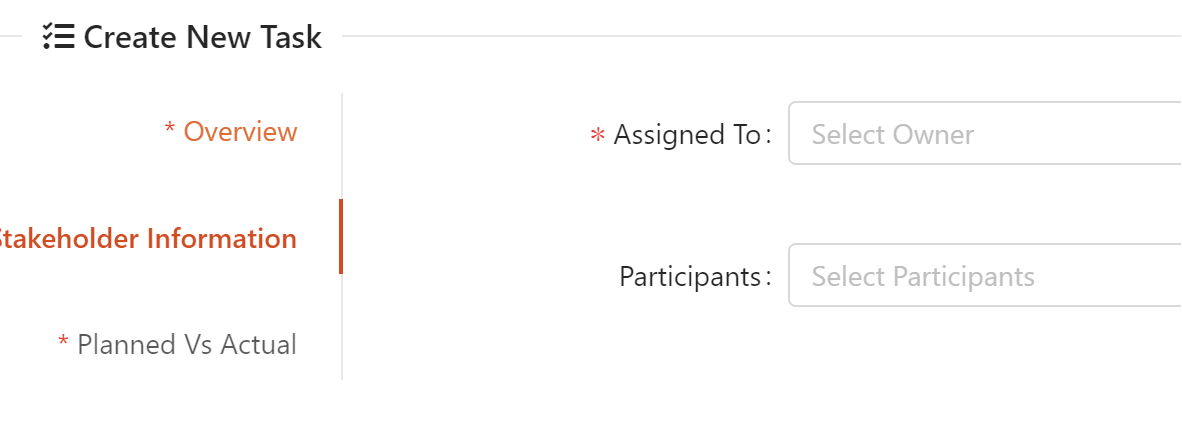 Create New Task
* Overview
* Assigned To:
Select Owner
Stakeholder Information
Participants:
Select Participants
* Planned Vs Actual